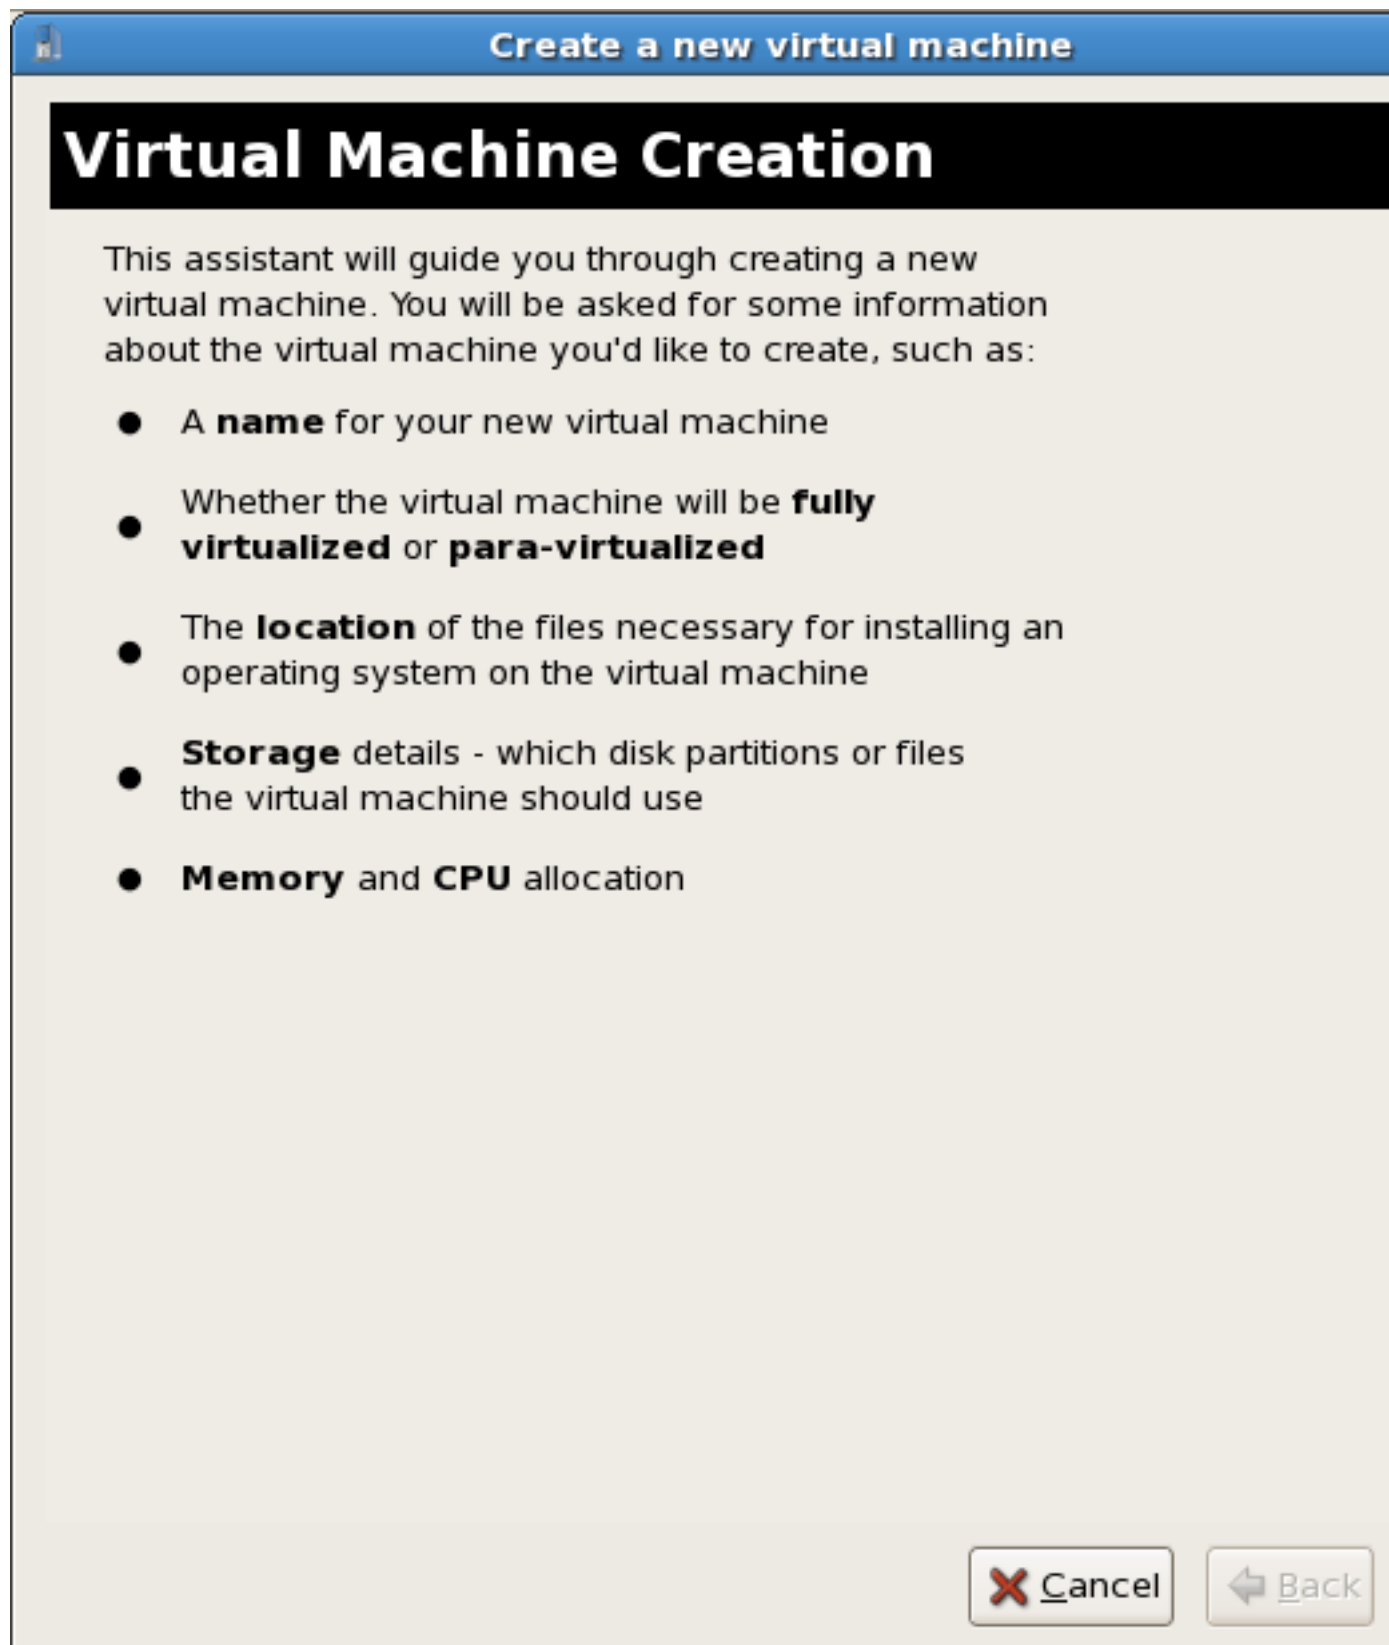 Create a new virtual machine
Virtual Machine Creation
This assistant will guide you through creating a new
virtual machine. You will be asked for some information
about the virtual machine you'd like to create, such as:
● A name for your new virtual machine
● Whether the virtual machine will be fully
virtualized or para-virtualized
● The location of the files necessary for installing an
operating system on the virtual machine
● Storage details - which disk partitions or files
the virtual machine should use
● Memory and CPU allocation
Cancel Back